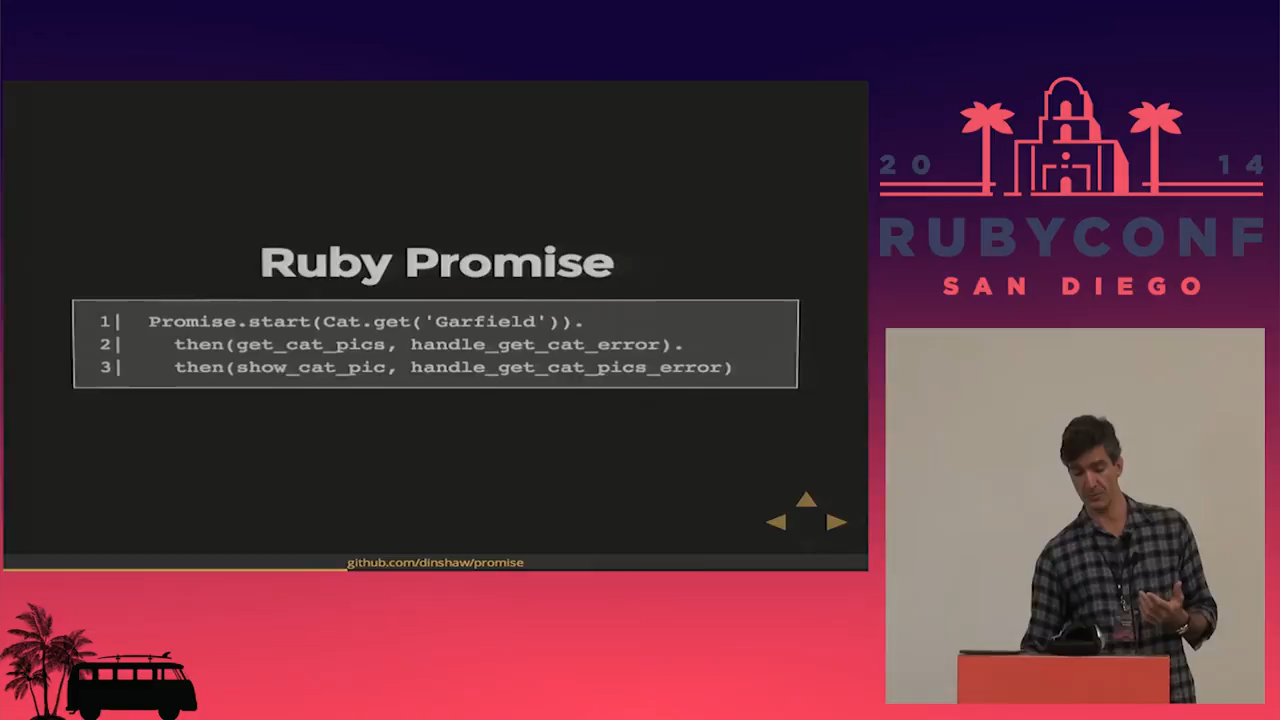 Ruby Promise
1| Promise.start(Cat.get('Garfield')).
2| then(get_cat_pics, handle_get_cat_error).
3| then(show_cat_pic, handle_get_cat_pics_error)
github.com/dinshaw/promise
20 14
RUBYCONF
SAN DIEGO